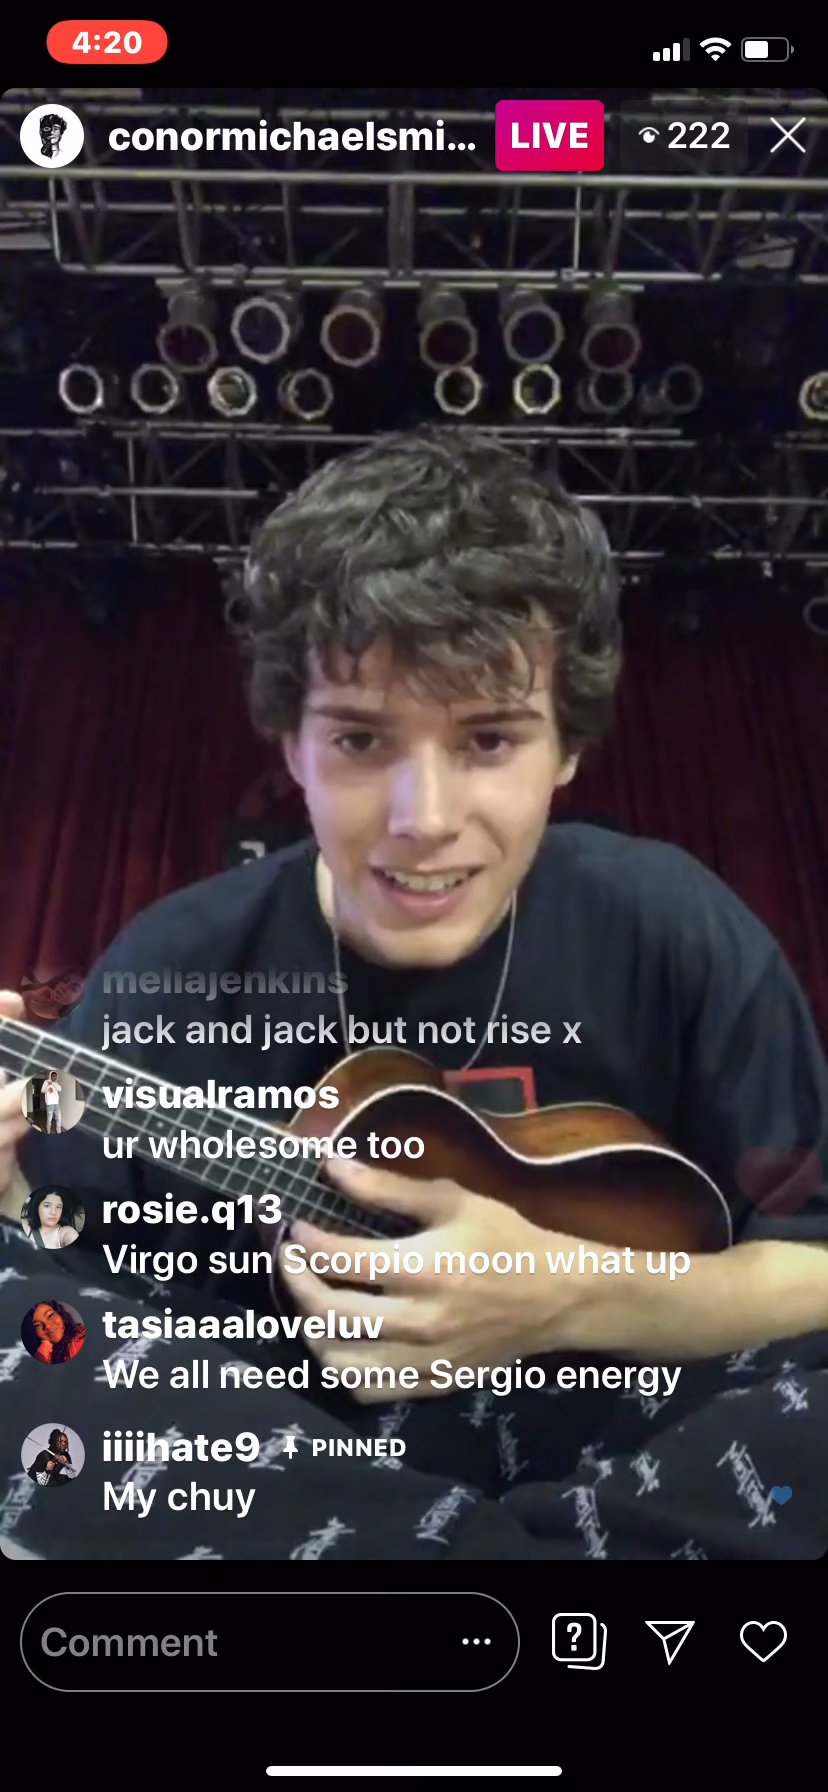 4:20
conormichaelsmi...
LIVE
222
meliajenkins
jack and jack but not rise x
visualramos
ur wholesome too
rosie.q13
Virgo sun Scorpio moon what up
tasiaaaloveluv
We all need some Sergio energy
iiiihate9 PINNED
My chuy
Comment